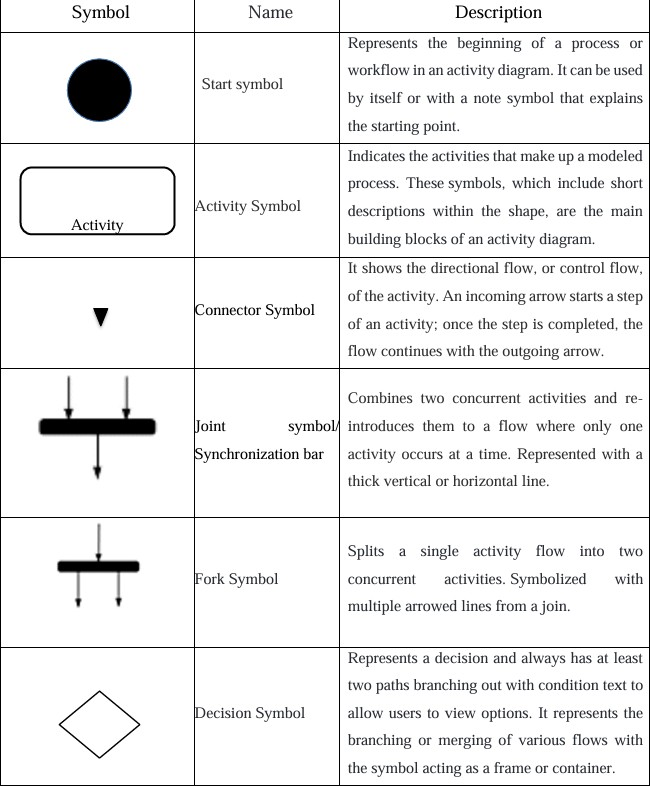 Symbol
Name
Description
Start symbol
Represents the beginning of a process or
workflow in an activity diagram. It can be used
by itself or with a note symbol that explains
the starting point.
Activity
Activity Symbol
Indicates the activities that make up a modeled
process. These symbols, which include short
descriptions within the shape, are the main
building blocks of an activity diagram.
Connector Symbol
It shows the directional flow, or control flow,
of the activity. An incoming arrow starts a step
of an activity; once the step is completed, the
flow continues with the outgoing arrow.
Joint symbol/
Synchronization bar
Combines two concurrent activities and re-
introduces them to a flow where only one
activity occurs at a time. Represented with a
thick vertical or horizontal line.
Fork Symbol
Splits a single activity flow into two
concurrent activities. Symbolized with
multiple arrowed lines from a join.
Decision Symbol
Represents a decision and always has at least
two paths branching out with condition text to
allow users to view options. It represents the
branching or merging of various flows with
the symbol acting as a frame or container.